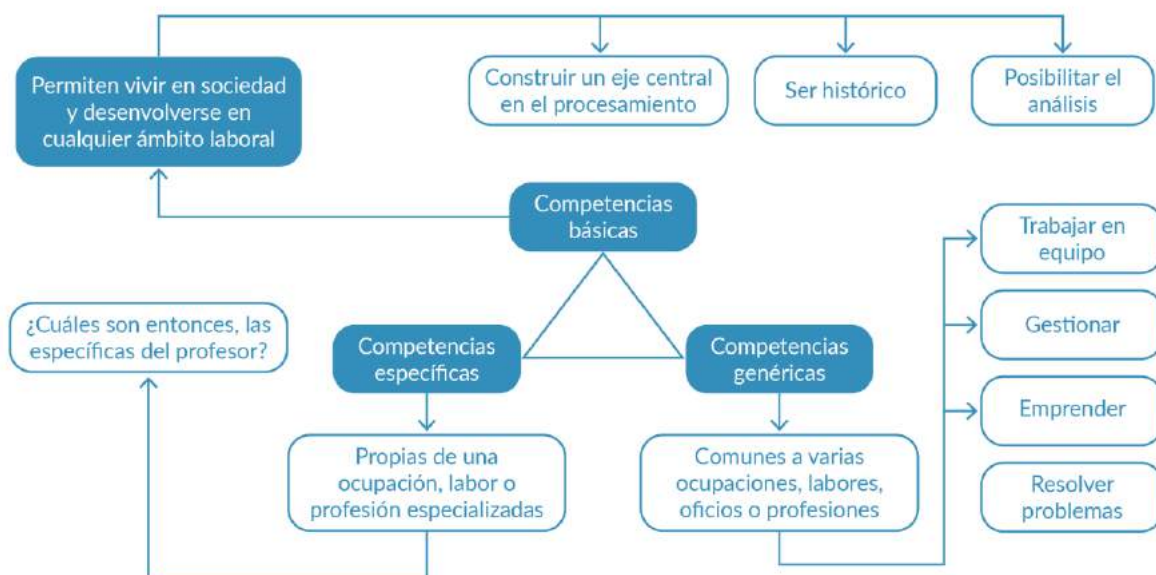 Permiten vivir en sociedad
y desenvolverse en
cualquier ámbito laboral
Construir un eje central
en el procesamiento
Ser histórico
Posibilitar el
análisis
Competencias
básicas
Trabajar en
equipo
¿Cuáles son entonces, las
específicas del profesor?
Competencias
específicas
Competencias
genéricas
Gestionar
Emprender
Propias de una
ocupación, labor o
profesión especializadas
Comunes a varias
ocupaciones, labores,
oficios o profesiones
Resolver
problemas